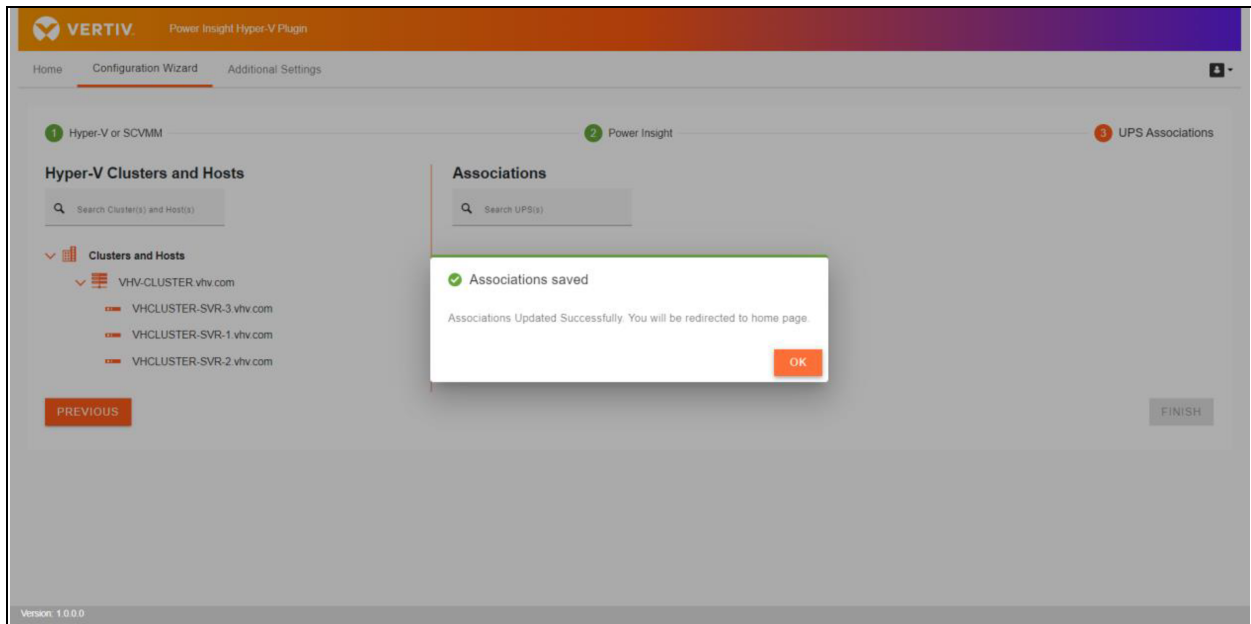 VERTIV.
Power Insight Hyper-V Plugin
Home
Configuration Wizard
Additional Settings
1 Hyper-V or SCVMM
2 Power Insight
3 UPS Associations
Hyper-V Clusters and Hosts
Search Cluster(s) and Host(s)
Clusters and Hosts
VHV-CLUSTER.vhv.com
VHCLUSTER-SVR-3.vhv.com
VHCLUSTER-SVR-1.vhv.com
VHCLUSTER-SVR-2.vhv.com
PREVIOUS
Associations
Search UPS(s)
Associations saved
Associations Updated Successfully. You will be redirected to home page.
OK
FINISH
Version: 1.0.0.0